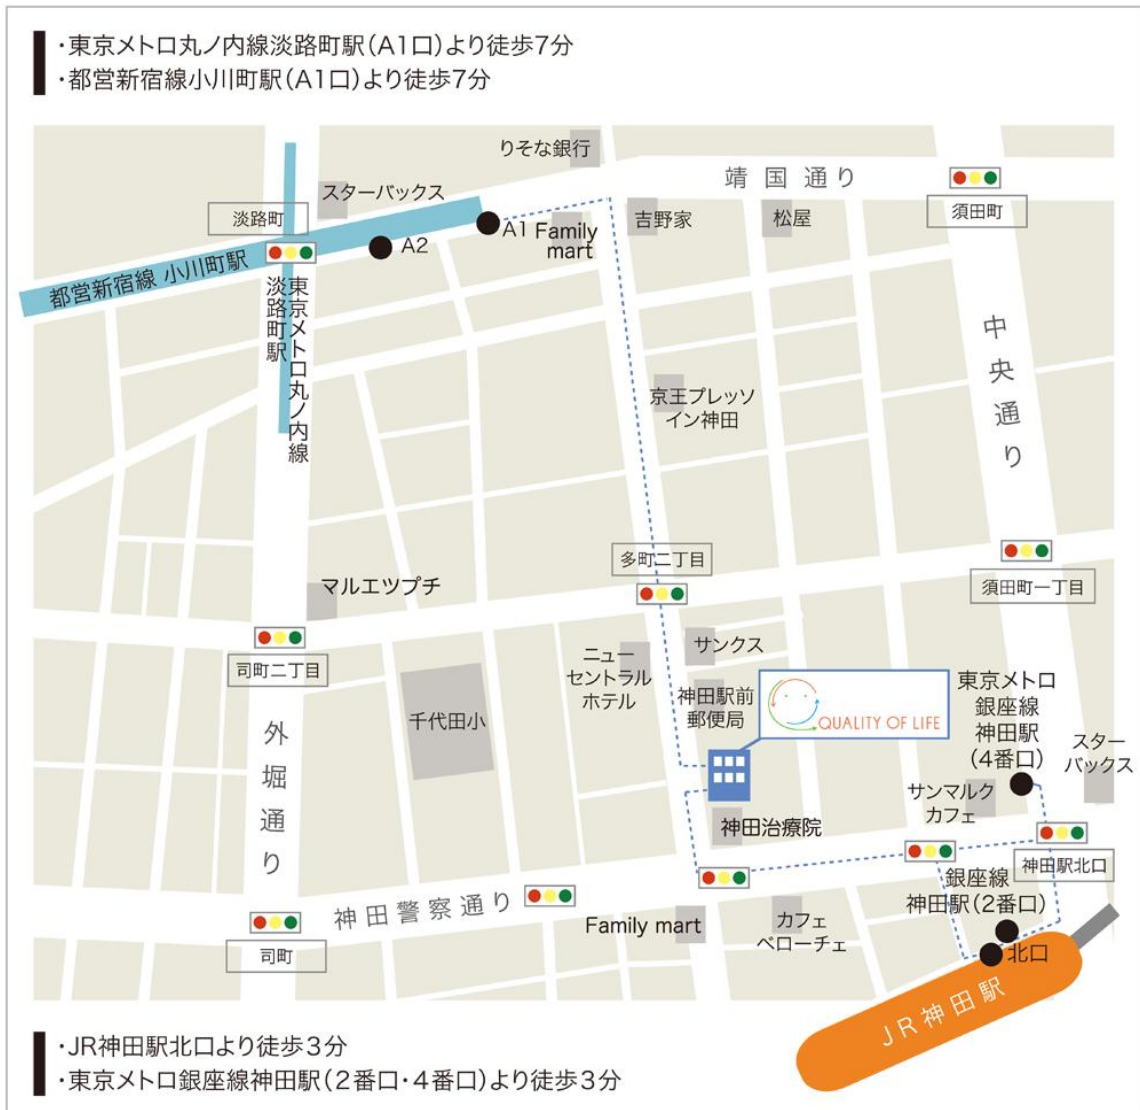 ・東京メトロ丸ノ内線淡路町駅（A1口）より徒歩7分
・都営新宿線小川町駅（A1口）より徒歩7分
りそな銀行
靖国通り
スターバックス
淡路町
須田町
吉野家
松屋
A1
Family
mart
A2
都営新宿線 小川町駅
東京メトロ丸ノ内線
淡路町駅
中央通り
京王プレッソ
イン神田
多町二丁目
須田町一丁目
マルエツプチ
司町二丁目
ニュー
セントラル
ホテル
サンクス
神田駅前
郵便局
QUALITY OF LIFE
東京メトロ
銀座線
神田駅
（4番口）
スター
バックス
千代田小
外堀通り
サンマルク
カフェ
神田治療院
神田駅北口
銀座線
神田駅（2番口）
神田警察通り
Family mart
カフェ
ベローチェ
北口
司町
JR神田駅
・JR神田駅北口より徒歩3分
・東京メトロ銀座線神田駅（2番口・4番口）より徒歩3分